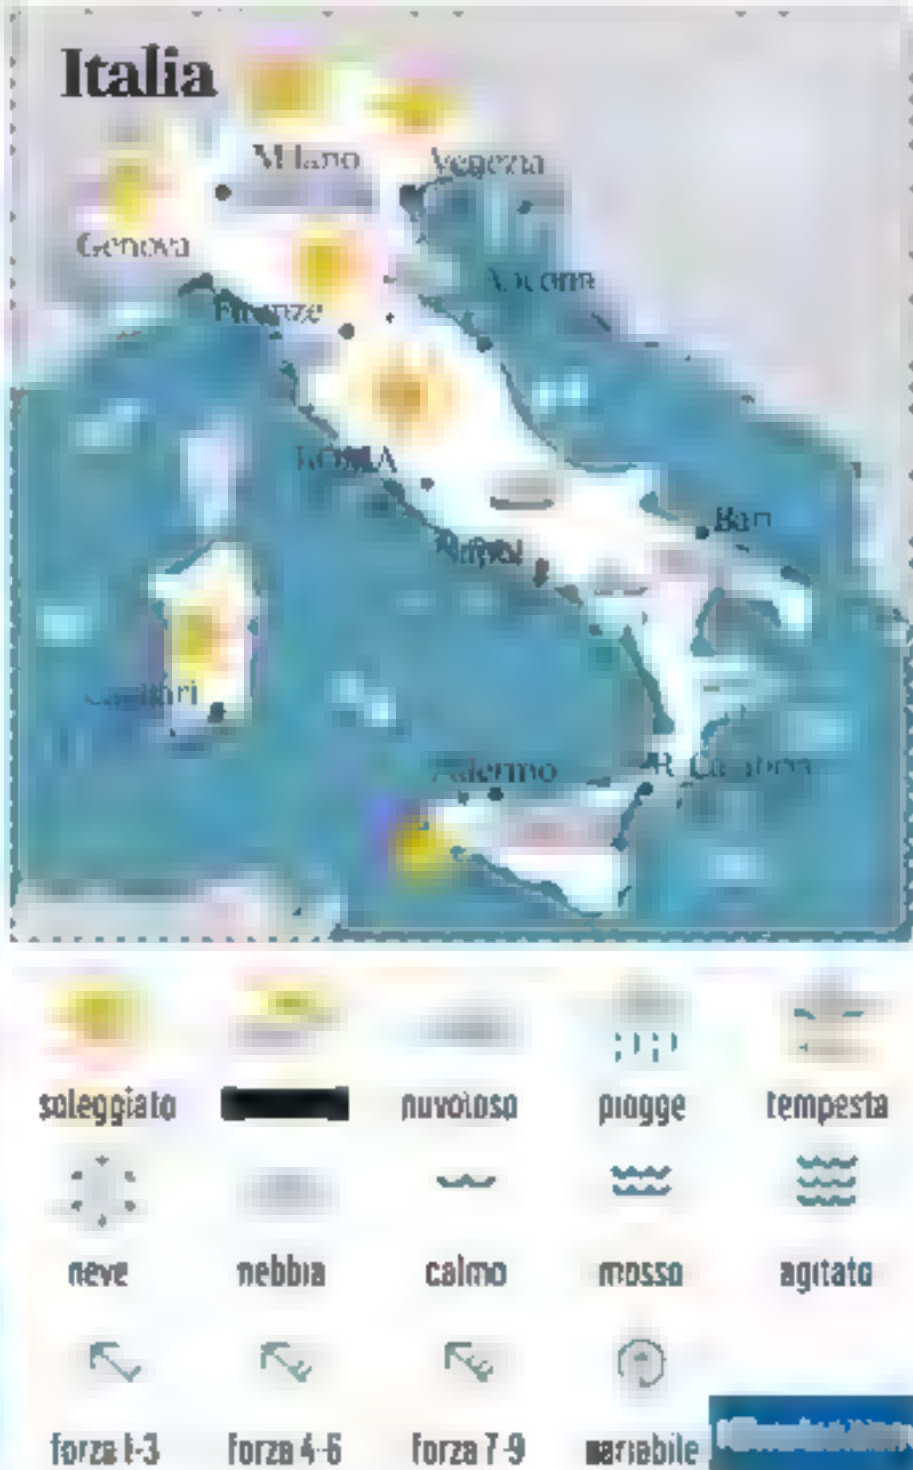 Italia
Milano
Venezia
Genova
Ancona
Firenze
ROMA
Bari
Napoli
Cagliari
Palermo
R. Calabria
soleggiato
nuvoloso piogge tempesta
neve nebbia calmo mosso agitato
forza 1-3 forza 4-6 forza 7-9 variabile